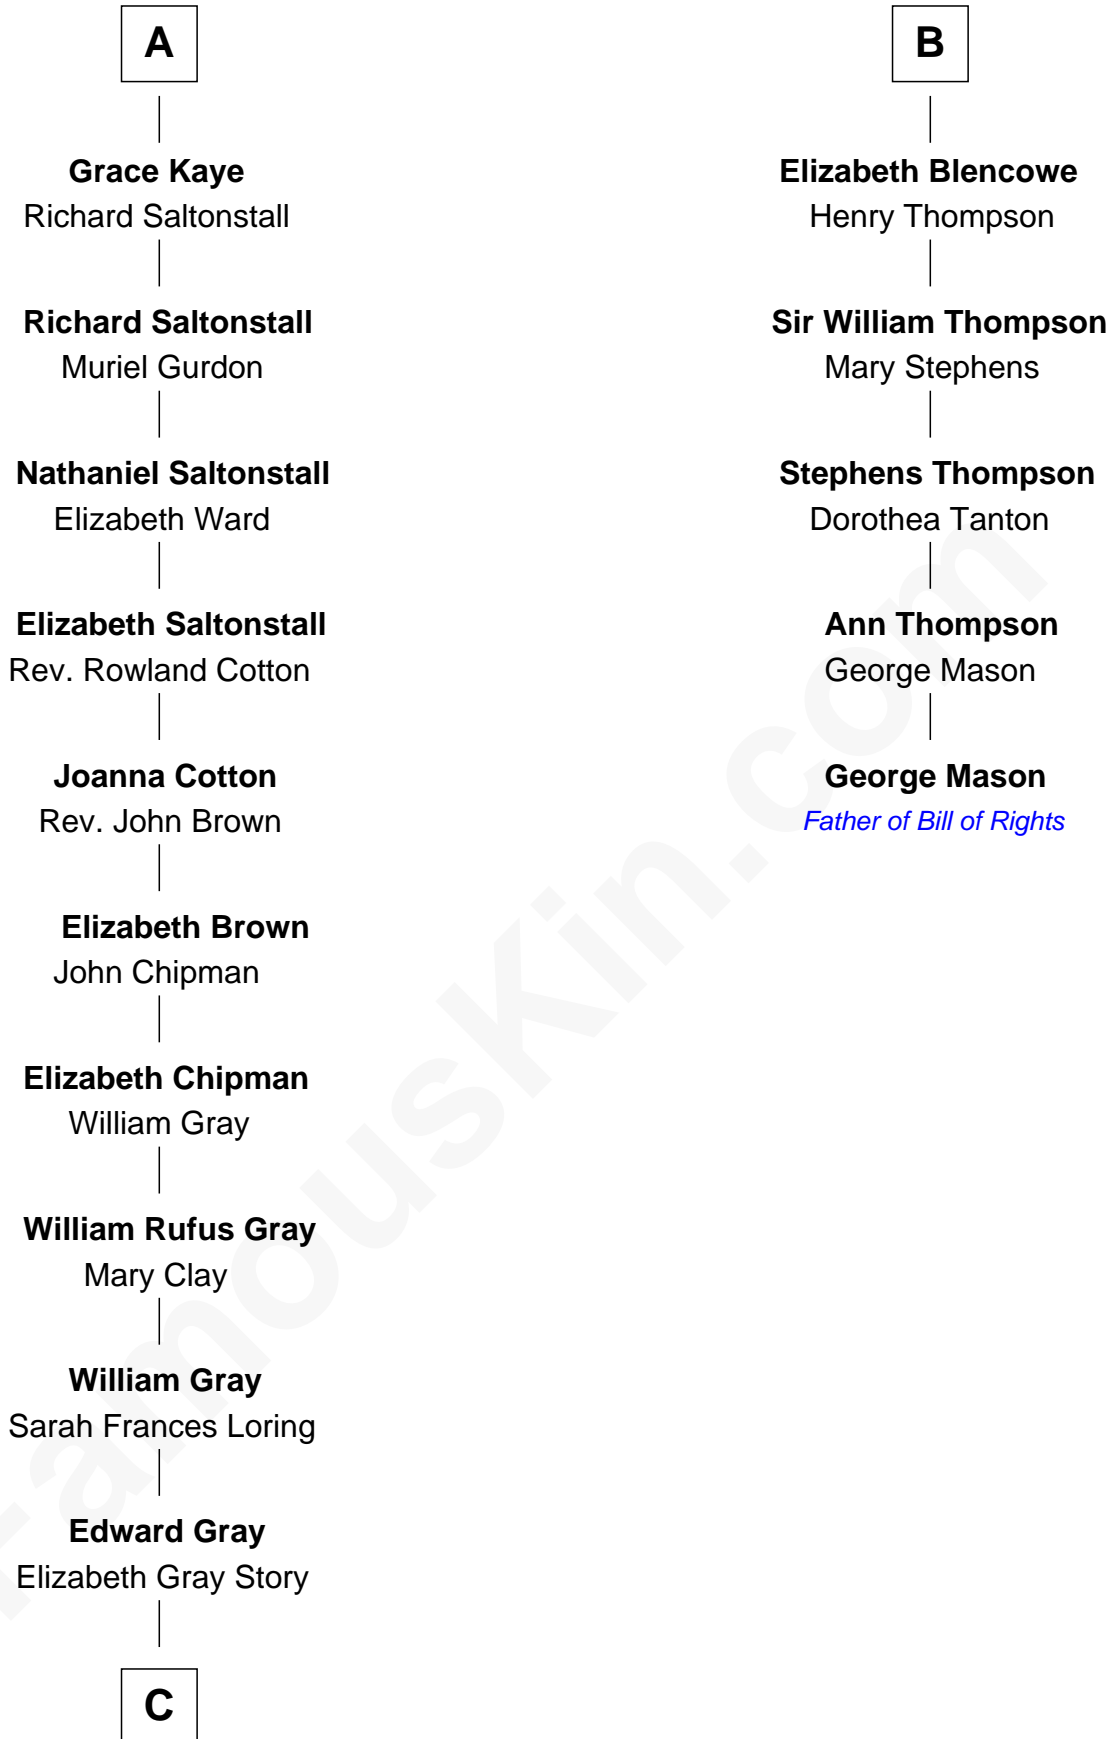 A
Grace Kaye
Richard Saltonstall
Richard Saltonstall
Muriel Gurdon
Nathaniel Saltonstall
Elizabeth Ward
Elizabeth Saltonstall
Rev. Rowland Cotton
Joanna Cotton
Rev. John Brown
Elizabeth Brown
John Chipman
Elizabeth Chipman
William Gray
William Rufus Gray
Mary Clay
William Gray
Sarah Frances Loring
Edward Gray
Elizabeth Gray Story
C
B
Elizabeth Blencowe
Henry Thompson
Sir William Thompson
Mary Stephens
Stephens Thompson
Dorothea Tanton
Ann Thompson
George Mason
George Mason
Father of Bill of Rights
FamousKin.com